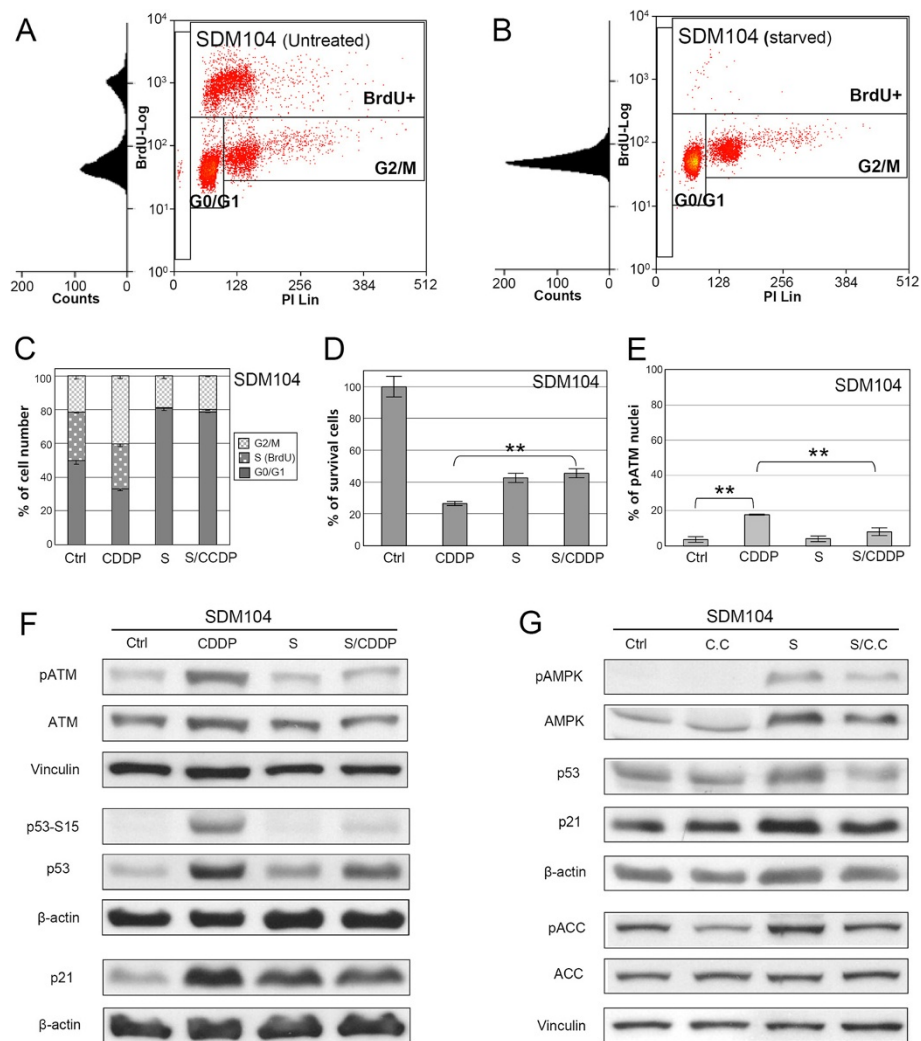 A
SDM104 (Untreated)
BrdU+
G2/M
G0/G1
BrdU-Log
10⁴
10³
10²
10¹
10⁰
200 100 0
Counts
0 128 256 384 512
PI Lin
B
SDM104 (starved)
BrdU+
G2/M
G0/G1
BrdU-Log
10⁴
10³
10²
10¹
10⁰
200 100 0
Counts
0 128 256 384 512
PI Lin
C
SDM104
% of cell number
100
80
60
40
20
0
G2/M
S (BrdU)
G0/G1
Ctrl CDDP S S/CCDP
D
SDM104
% of survival cells
100
80
60
40
20
0
**
Ctrl CDDP S S/CDDP
E
SDM104
% of pATM nuclei
80
60
40
20
0
** **
Ctrl CDDP S S/CDDP
F
SDM104
Ctrl CDDP S S/CDDP
pATM
ATM
Vinculin
p53-S15
p53
β-actin
p21
β-actin
G
SDM104
Ctrl C.C S S/C.C
pAMPK
AMPK
p53
p21
β-actin
pACC
ACC
Vinculin